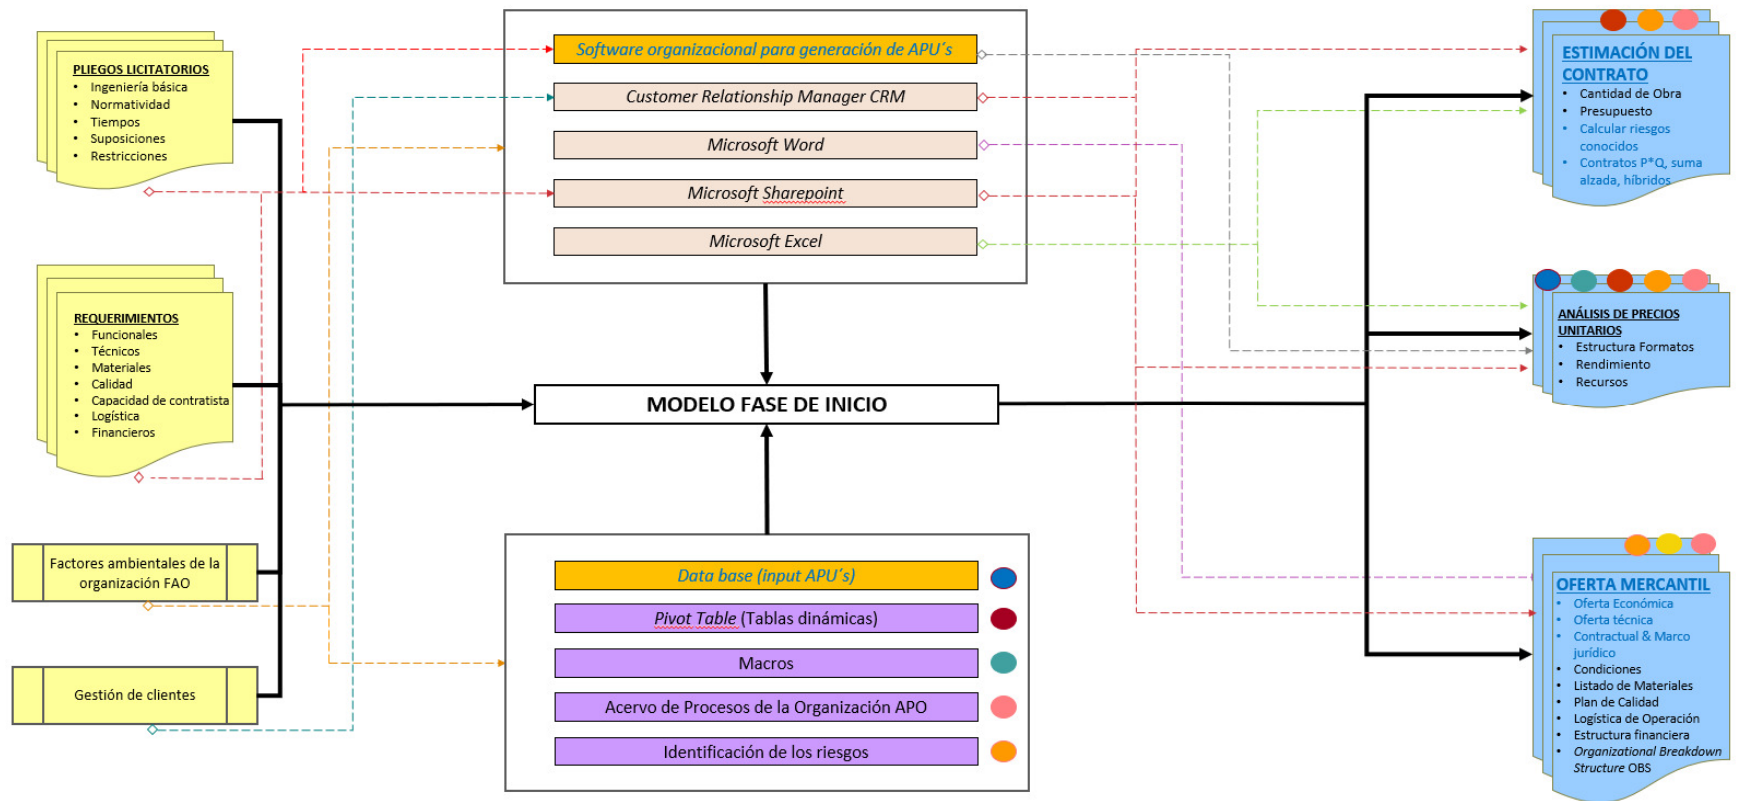 PLIEGOS LICITATORIOS
• Ingeniería básica
• Normatividad
• Tiempos
• Suposiciones
• Restricciones
REQUERIMIENTOS
• Funcionales
• Técnicos
• Materiales
• Calidad
• Capacidad de contratista
• Logística
• Financieros
Factores ambientales de la
organización FAO
Gestión de clientes
Software organizacional para generación de APU´s
Customer Relationship Manager CRM
Microsoft Word
Microsoft Sharepoint
Microsoft Excel
MODELO FASE DE INICIO
Data base (input APU´s)
Pivot Table (Tablas dinámicas)
Macros
Acervo de Procesos de la Organización APO
Identificación de los riesgos
ESTIMACIÓN DEL
CONTRATO
• Cantidad de Obra
• Presupuesto
• Calcular riesgos
conocidos
• Contratos P*Q, suma
alzada, híbridos
ANÁLISIS DE PRECIOS
UNITARIOS
• Estructura Formatos
• Rendimiento
• Recursos
OFERTA MERCANTIL
• Oferta Económica
• Oferta técnica
• Contractual & Marco
jurídico
• Condiciones
• Listado de Materiales
• Plan de Calidad
• Logística de Operación
• Estructura financiera
• Organizational Breakdown
Structure OBS